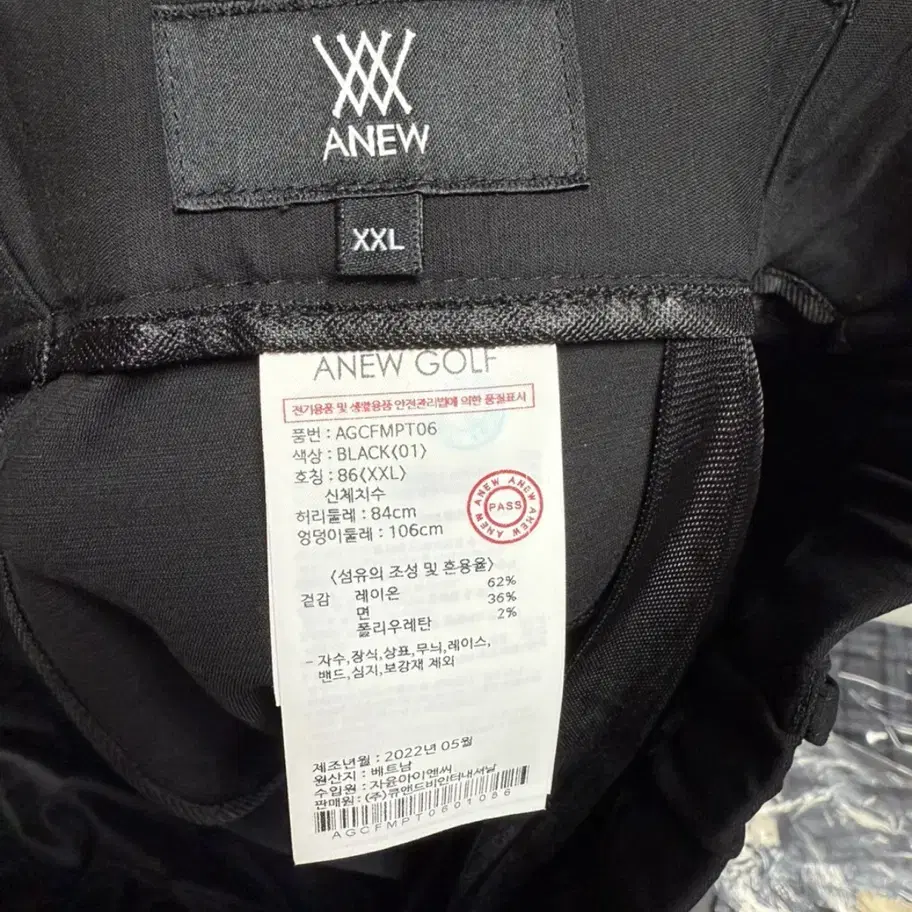 ANEW
XXL
ANEW GOLF
전기용품 및 생활용품 안전관리법에 의한 품질표시
품번 : AGCFMPT06
색상 : BLACK(01)
호칭 : 86(XXL)
신체치수
허리둘레 : 84cm
엉덩이둘레 : 106cm
ANEW ANEW ANEW ANEW
PASS
〈섬유의 조성 및 혼용율〉
겉감 레이온 62%
면 36%
폴리우레탄 2%
- 자수,장식,상표,무늬,레이스,
밴드,심지,보강재 제외
제조년월 : 2022년 05월
원산지 : 베트남
수입원 : 자윤아이엔씨
판매원 : (주)큐앤드비인터내셔날
AGCFMPT0601086